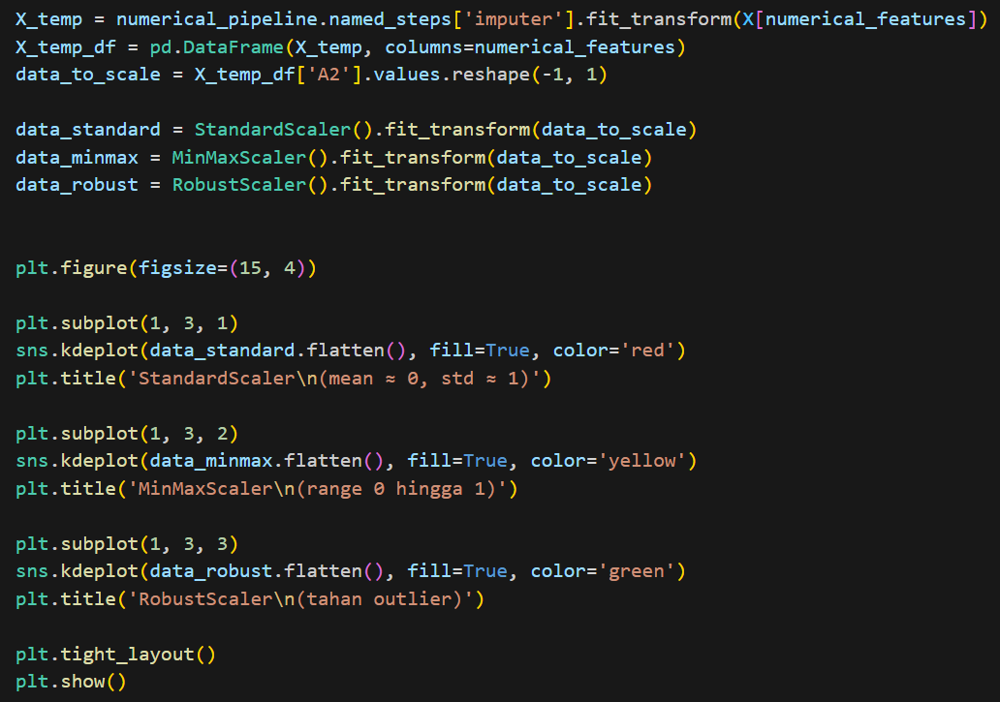 X_temp = numerical_pipeline.named_steps['imputer'].fit_transform(X[numerical_features])
X_temp_df = pd.DataFrame(X_temp, columns=numerical_features)
data_to_scale = X_temp_df['A2'].values.reshape(-1, 1)
data_standard = StandardScaler().fit_transform(data_to_scale)
data_minmax = MinMaxScaler().fit_transform(data_to_scale)
data_robust = RobustScaler().fit_transform(data_to_scale)
plt.figure(figsize=(15, 4))
plt.subplot(1, 3, 1)
sns.kdeplot(data_standard.flatten(), fill=True, color='red')
plt.title('StandardScaler\n(mean ≈ 0, std ≈ 1)')
plt.subplot(1, 3, 2)
sns.kdeplot(data_minmax.flatten(), fill=True, color='yellow')
plt.title('MinMaxScaler\n(range 0 hingga 1)')
plt.subplot(1, 3, 3)
sns.kdeplot(data_robust.flatten(), fill=True, color='green')
plt.title('RobustScaler\n(tahan outlier)')
plt.tight_layout()
plt.show()